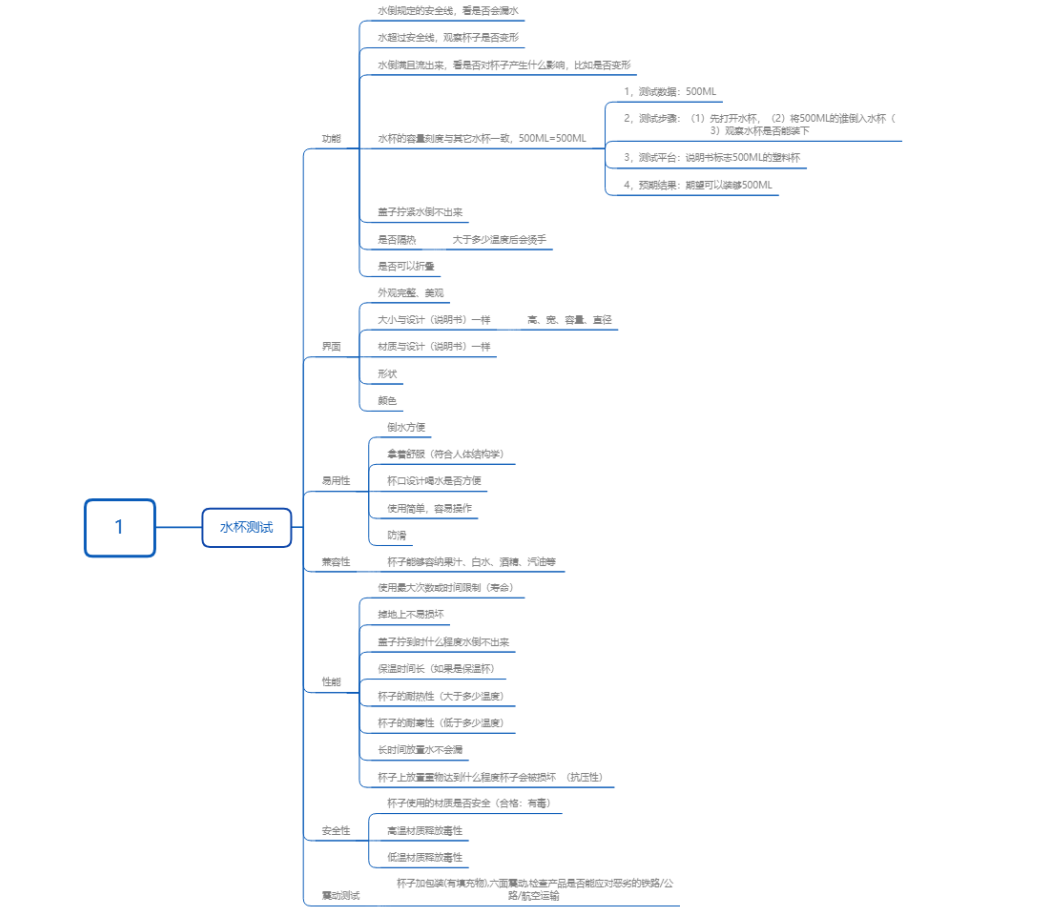 1
水杯测试
功能
水倒规定的安全线，看是否会漏水
水超过安全线，观察杯子是否变形
水倒满且流出来，看是否对杯子产生什么影响，比如是否变形
水杯的容量刻度与其它水杯一致，500ML=500ML
1，测试数据：500ML
2，测试步骤：（1）先打开水杯，（2）将500ML的谁倒入水杯（
3）观察水杯是否能装下
3，测试平台：说明书标志500ML的塑料杯
4，预期结果：期望可以装够500ML
盖子拧紧水倒不出来
是否隔热
大于多少温度后会烫手
是否可以折叠
界面
外观完整、美观
大小与设计（说明书）一样
高、宽、容量、直径
材质与设计（说明书）一样
形状
颜色
易用性
倒水方便
拿着舒服（符合人体结构学）
杯口设计喝水是否方便
使用简单，容易操作
防滑
兼容性
杯子能够容纳果汁、白水、酒精、汽油等
性能
使用最大次数或时间限制（寿命）
掉地上不易损坏
盖子拧到时什么程度水倒不出来
保温时间长（如果是保温杯）
杯子的耐热性（大于多少温度）
杯子的耐寒性（低于多少温度）
长时间放置水不会漏
杯子上放置重物达到什么程度杯子会被损坏 （抗压性）
安全性
杯子使用的材质是否安全（合格：有毒）
高温材质释放毒性
低温材质释放毒性
震动测试
杯子加包装(有填充物),六面震动,检查产品是否能应对恶劣的铁路/公
路/航空运输